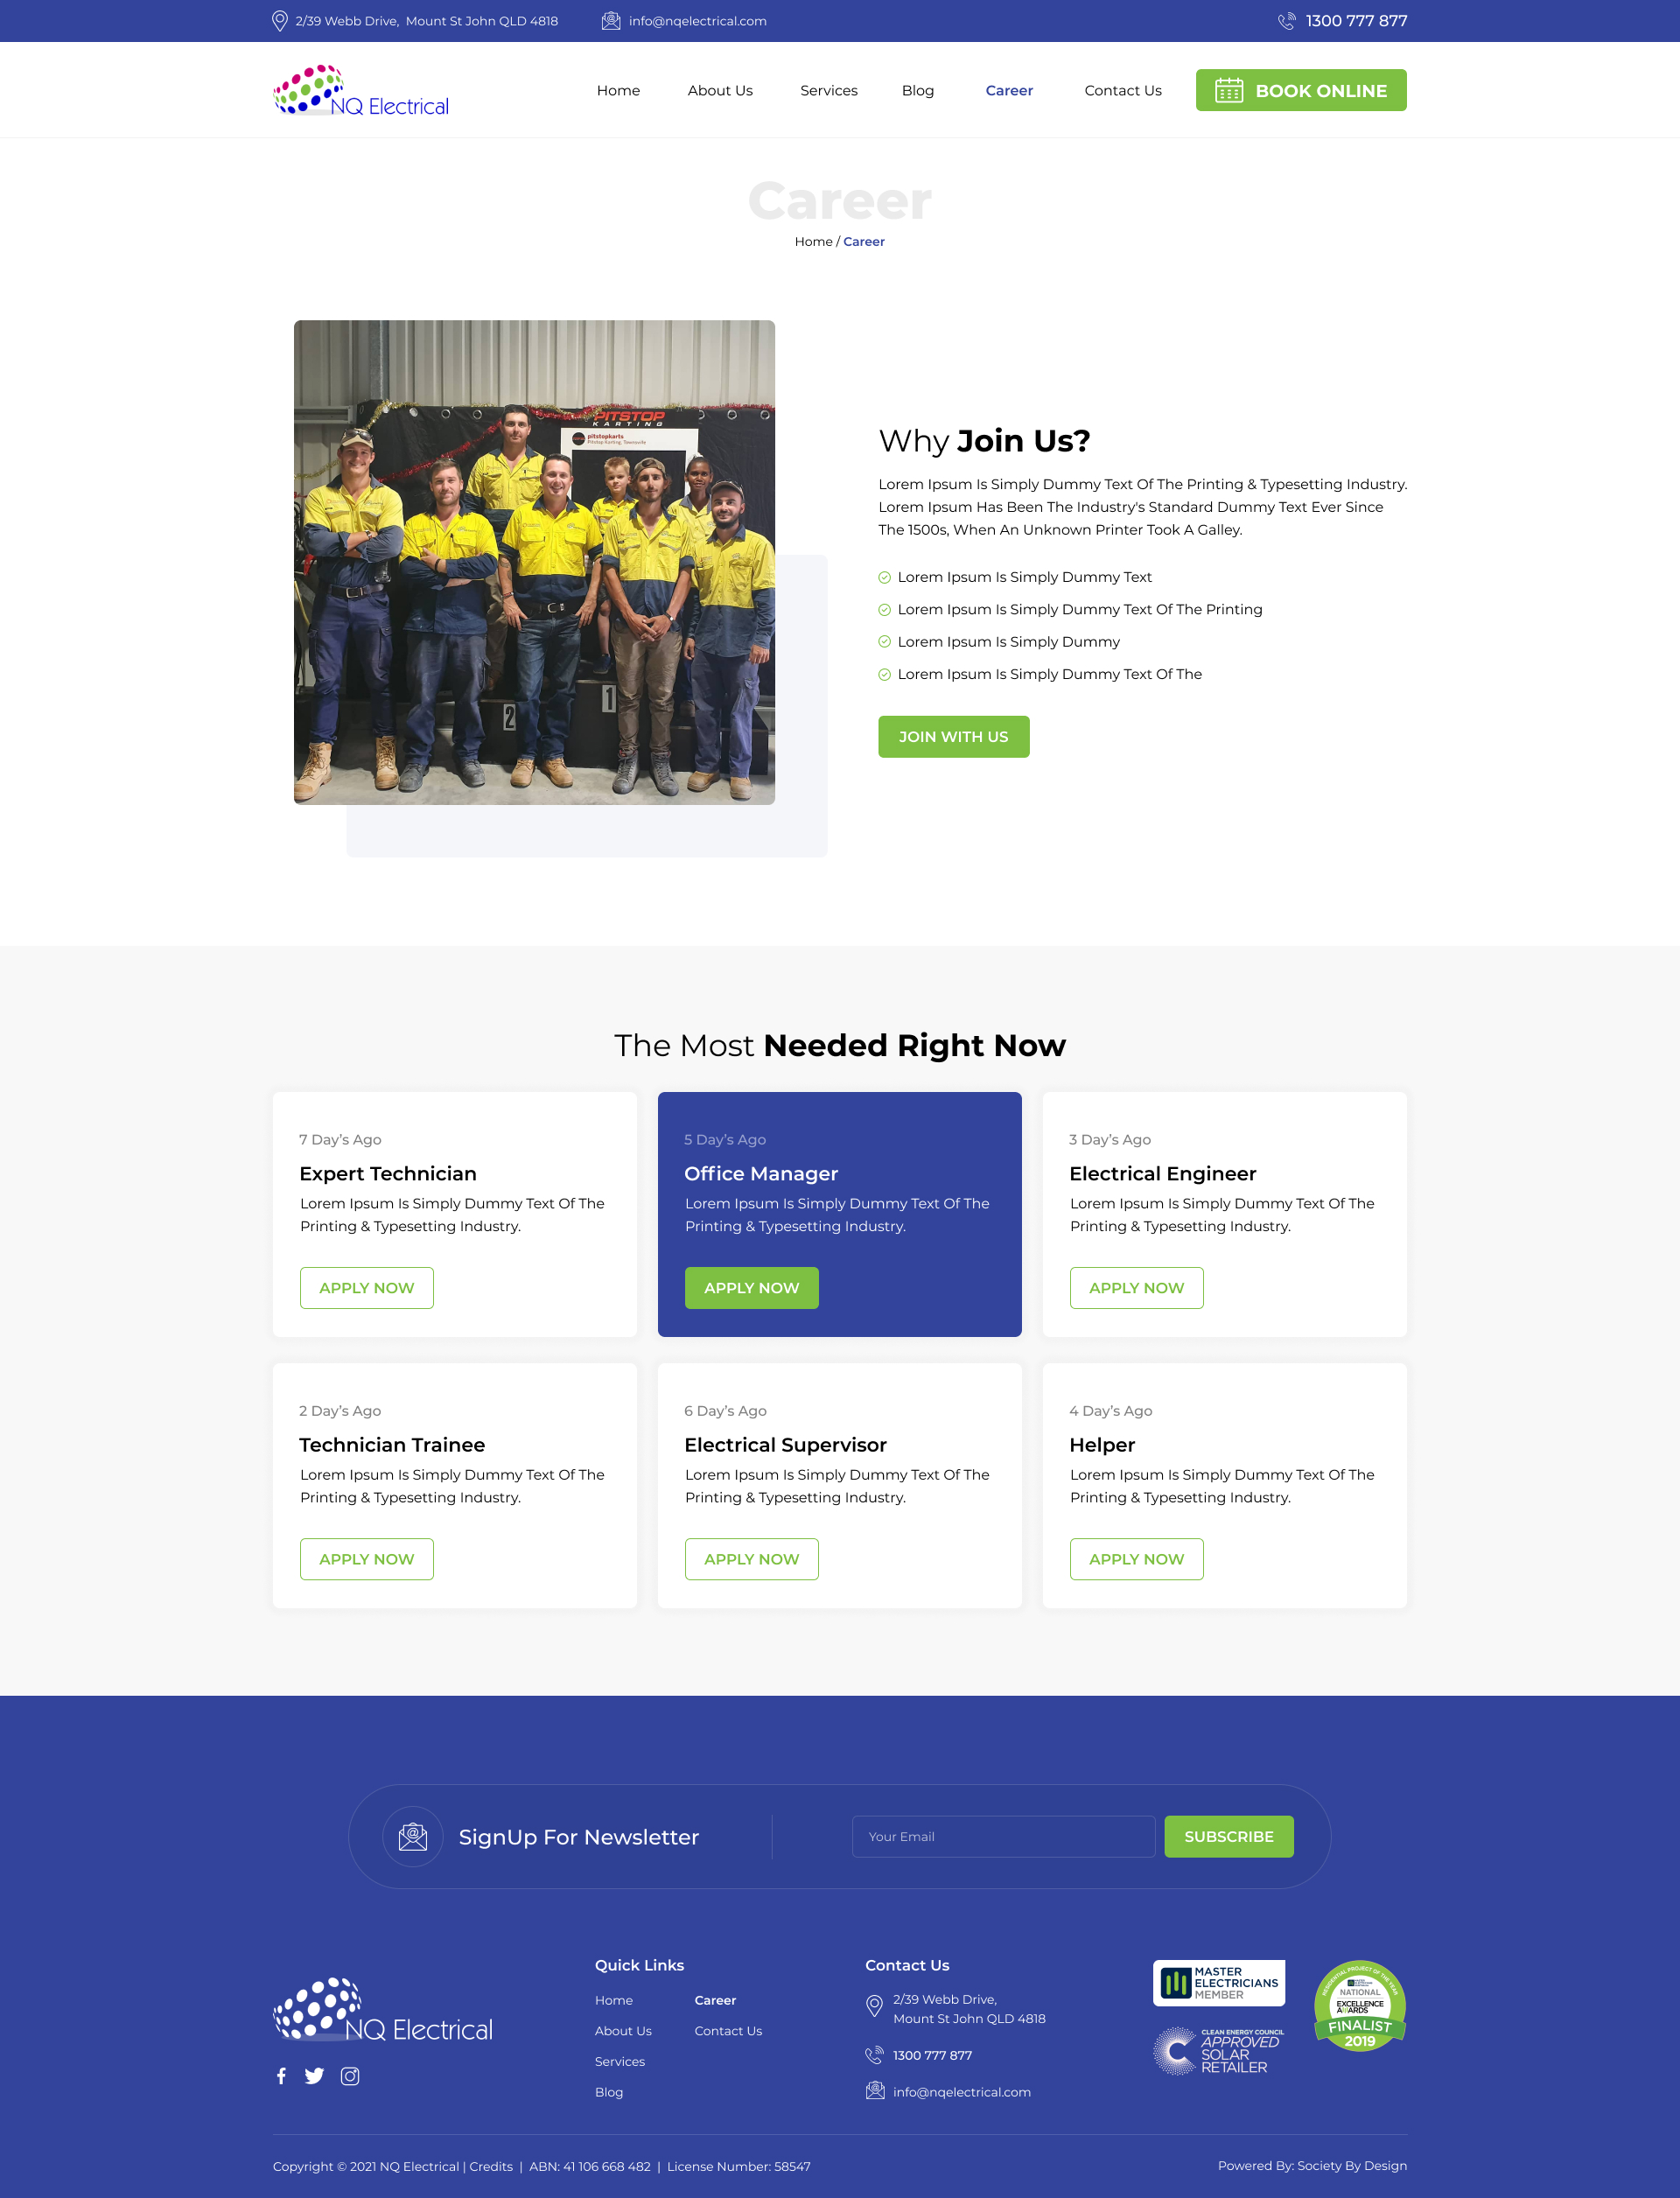 2/39 Webb Drive, Mount St John QLD 4818
info@nqelectrical.com
1300 777 877
NQ Electrical
Home
About Us
Services
Blog
Career
Contact Us
BOOK ONLINE
Career
Home / Career
PITSTOP
KARTING
pitstopkarts
Pitstop Karting, Townsville
2
1
Why Join Us?
Lorem Ipsum Is Simply Dummy Text Of The Printing & Typesetting Industry.
Lorem Ipsum Has Been The Industry's Standard Dummy Text Ever Since
The 1500s, When An Unknown Printer Took A Galley.
Lorem Ipsum Is Simply Dummy Text
Lorem Ipsum Is Simply Dummy Text Of The Printing
Lorem Ipsum Is Simply Dummy
Lorem Ipsum Is Simply Dummy Text Of The
JOIN WITH US
The Most Needed Right Now
7 Day's Ago
Expert Technician
Lorem Ipsum Is Simply Dummy Text Of The
Printing & Typesetting Industry.
APPLY NOW
5 Day's Ago
Office Manager
Lorem Ipsum Is Simply Dummy Text Of The
Printing & Typesetting Industry.
APPLY NOW
3 Day's Ago
Electrical Engineer
Lorem Ipsum Is Simply Dummy Text Of The
Printing & Typesetting Industry.
APPLY NOW
2 Day's Ago
Technician Trainee
Lorem Ipsum Is Simply Dummy Text Of The
Printing & Typesetting Industry.
APPLY NOW
6 Day's Ago
Electrical Supervisor
Lorem Ipsum Is Simply Dummy Text Of The
Printing & Typesetting Industry.
APPLY NOW
4 Day's Ago
Helper
Lorem Ipsum Is Simply Dummy Text Of The
Printing & Typesetting Industry.
APPLY NOW
SignUp For Newsletter
Your Email
SUBSCRIBE
NQ Electrical
Quick Links
Home
About Us
Services
Blog
Career
Contact Us
Contact Us
2/39 Webb Drive,
Mount St John QLD 4818
1300 777 877
info@nqelectrical.com
MASTER
ELECTRICIANS
MEMBER
CLEAN ENERGY COUNCIL
APPROVED
SOLAR
RETAILER
RESIDENTIAL PROJECT OF THE YEAR
NATIONAL
EXCELLENCE
AWARDS
FINALIST
2019
Copyright © 2021 NQ Electrical | Credits | ABN: 41 106 668 482 | License Number: 58547
Powered By: Society By Design